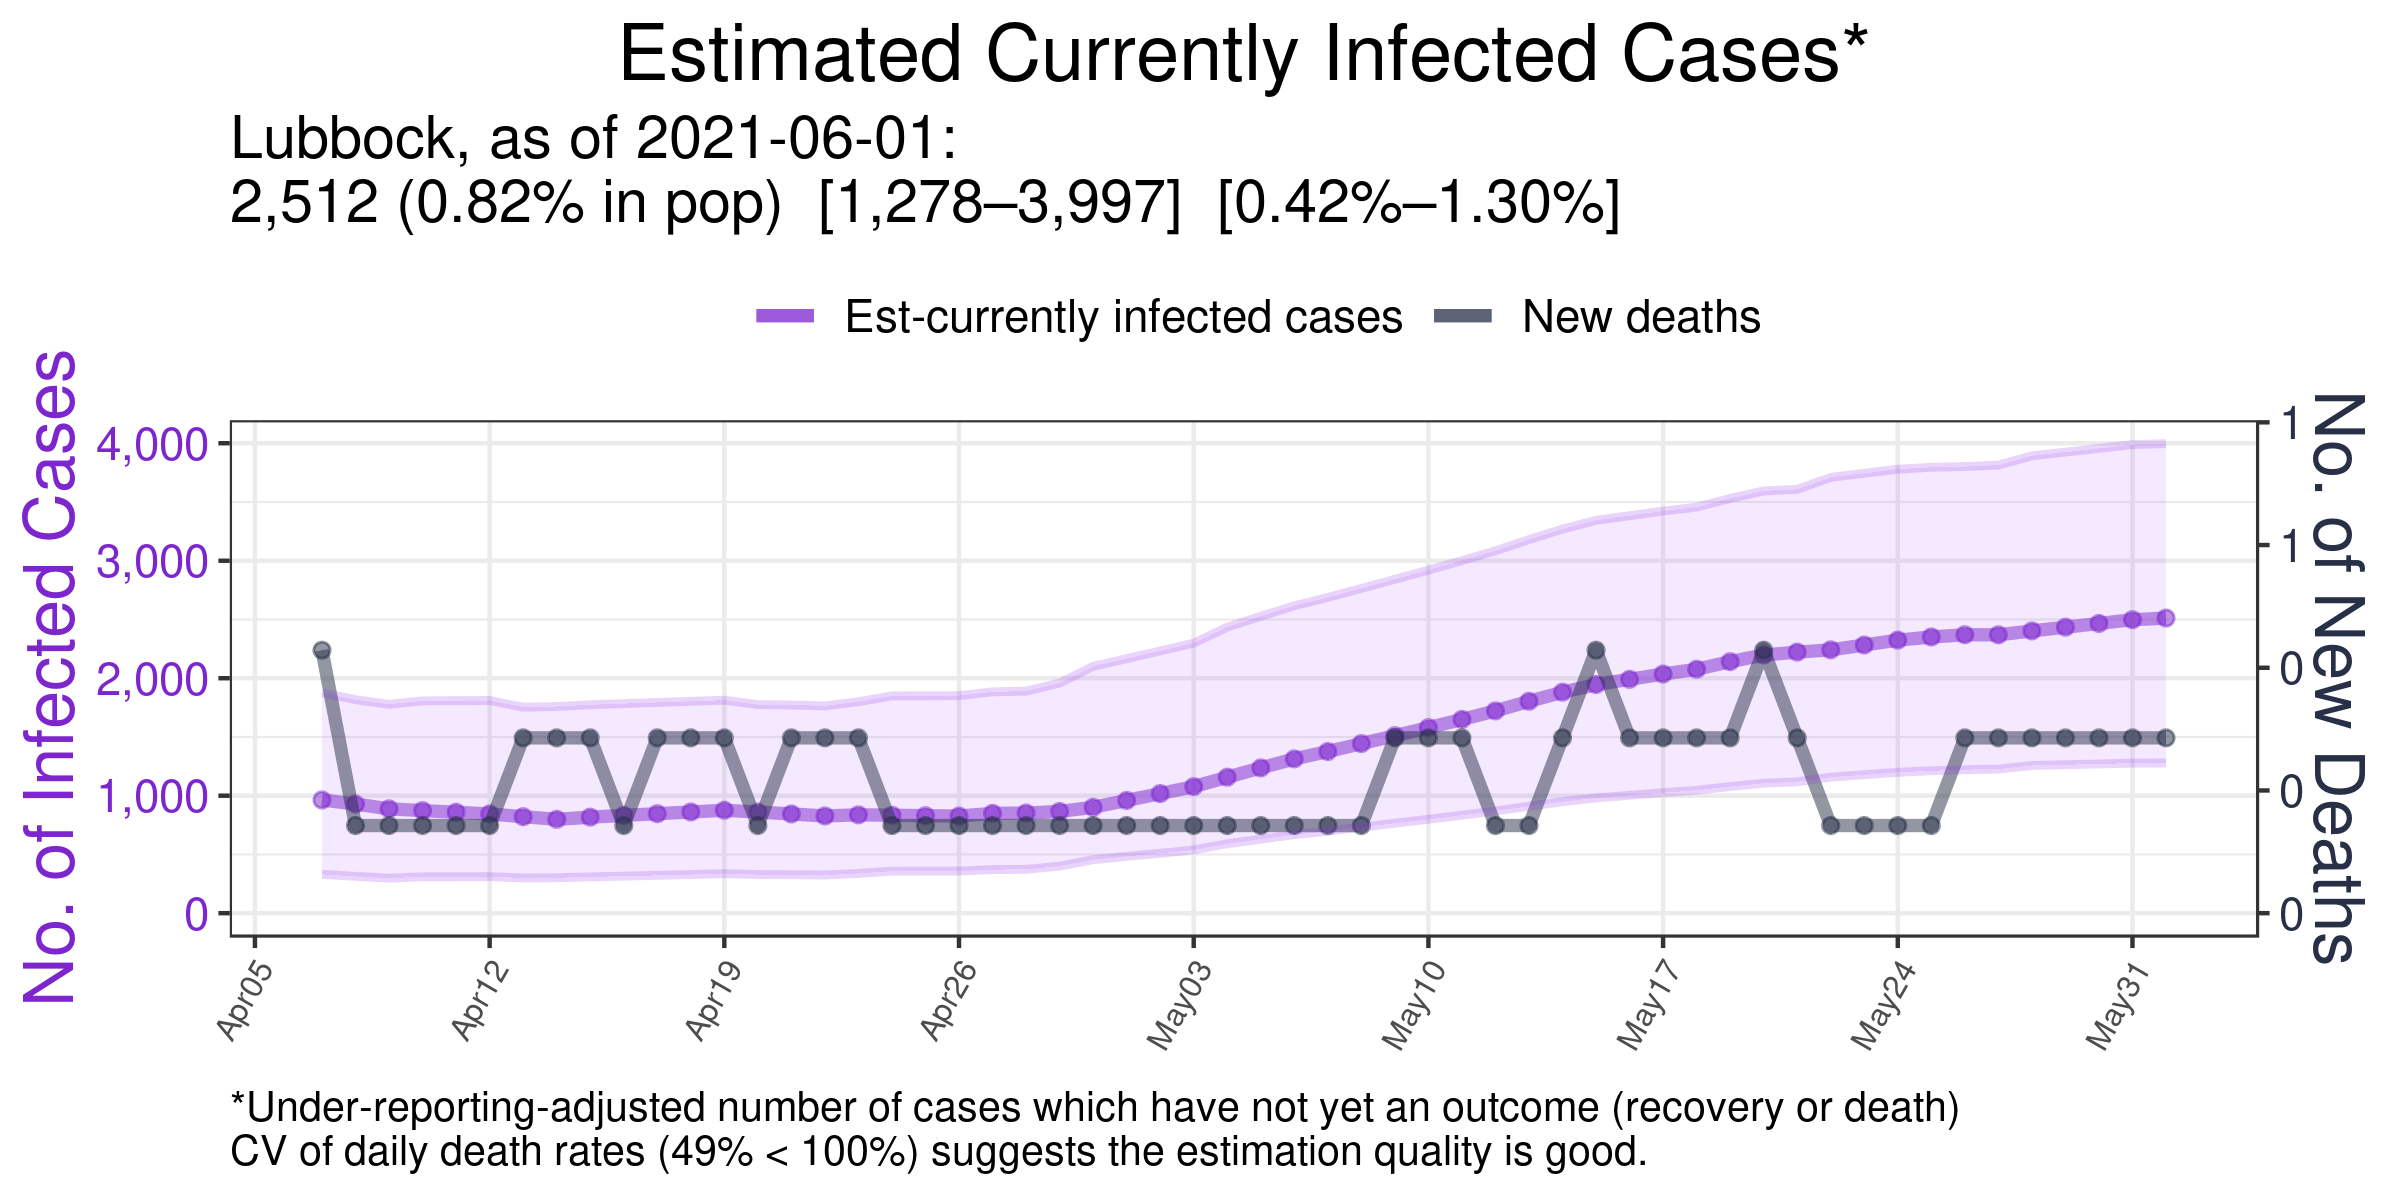 Estimated Currently Infected Cases*
Lubbock, as of 2021-06-01:
2,512 (0.82% in pop)  [1,278–3,997]  [0.42%–1.30%]
Est-currently infected cases
New deaths
No. of Infected Cases
4,000
3,000
2,000
1,000
0
1
1
0
0
0
No. of New Deaths
Apr05
Apr12
Apr19
Apr26
May03
May10
May17
May24
May31
*Under-reporting-adjusted number of cases which have not yet an outcome (recovery or death)
CV of daily death rates (49% < 100%) suggests the estimation quality is good.